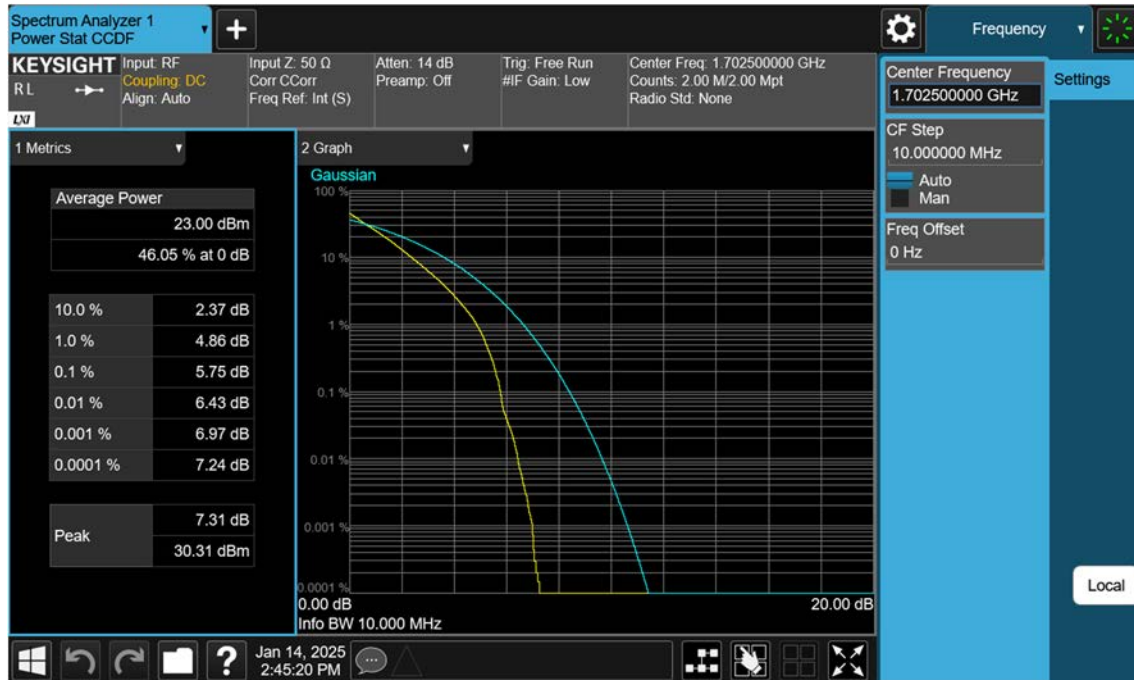 Spectrum Analyzer 1
Power Stat CCDF
Frequency
KEYSIGHT
R L
LXI
Input: RF
Coupling: DC
Align: Auto
Input Z: 50 Ω
Corr CCorr
Freq Ref: Int (S)
Atten: 14 dB
Preamp: Off
Trig: Free Run
#IF Gain: Low
Center Freq: 1.702500000 GHz
Counts: 2.00 M/2.00 Mpt
Radio Std: None
Center Frequency
1.702500000 GHz
Settings
CF Step
10.000000 MHz
Auto
Man
Freq Offset
0 Hz
Local
1 Metrics
Average Power
23.00 dBm
46.05 % at 0 dB
10.0 % 2.37 dB
1.0 % 4.86 dB
0.1 % 5.75 dB
0.01 % 6.43 dB
0.001 % 6.97 dB
0.0001 % 7.24 dB
Peak 7.31 dB
30.31 dBm
2 Graph
Gaussian
100 %
10 %
1 %
0.1 %
0.01 %
0.001 %
0.0001 %
0.00 dB 20.00 dB
Info BW 10.000 MHz
?
Jan 14, 2025
2:45:20 PM